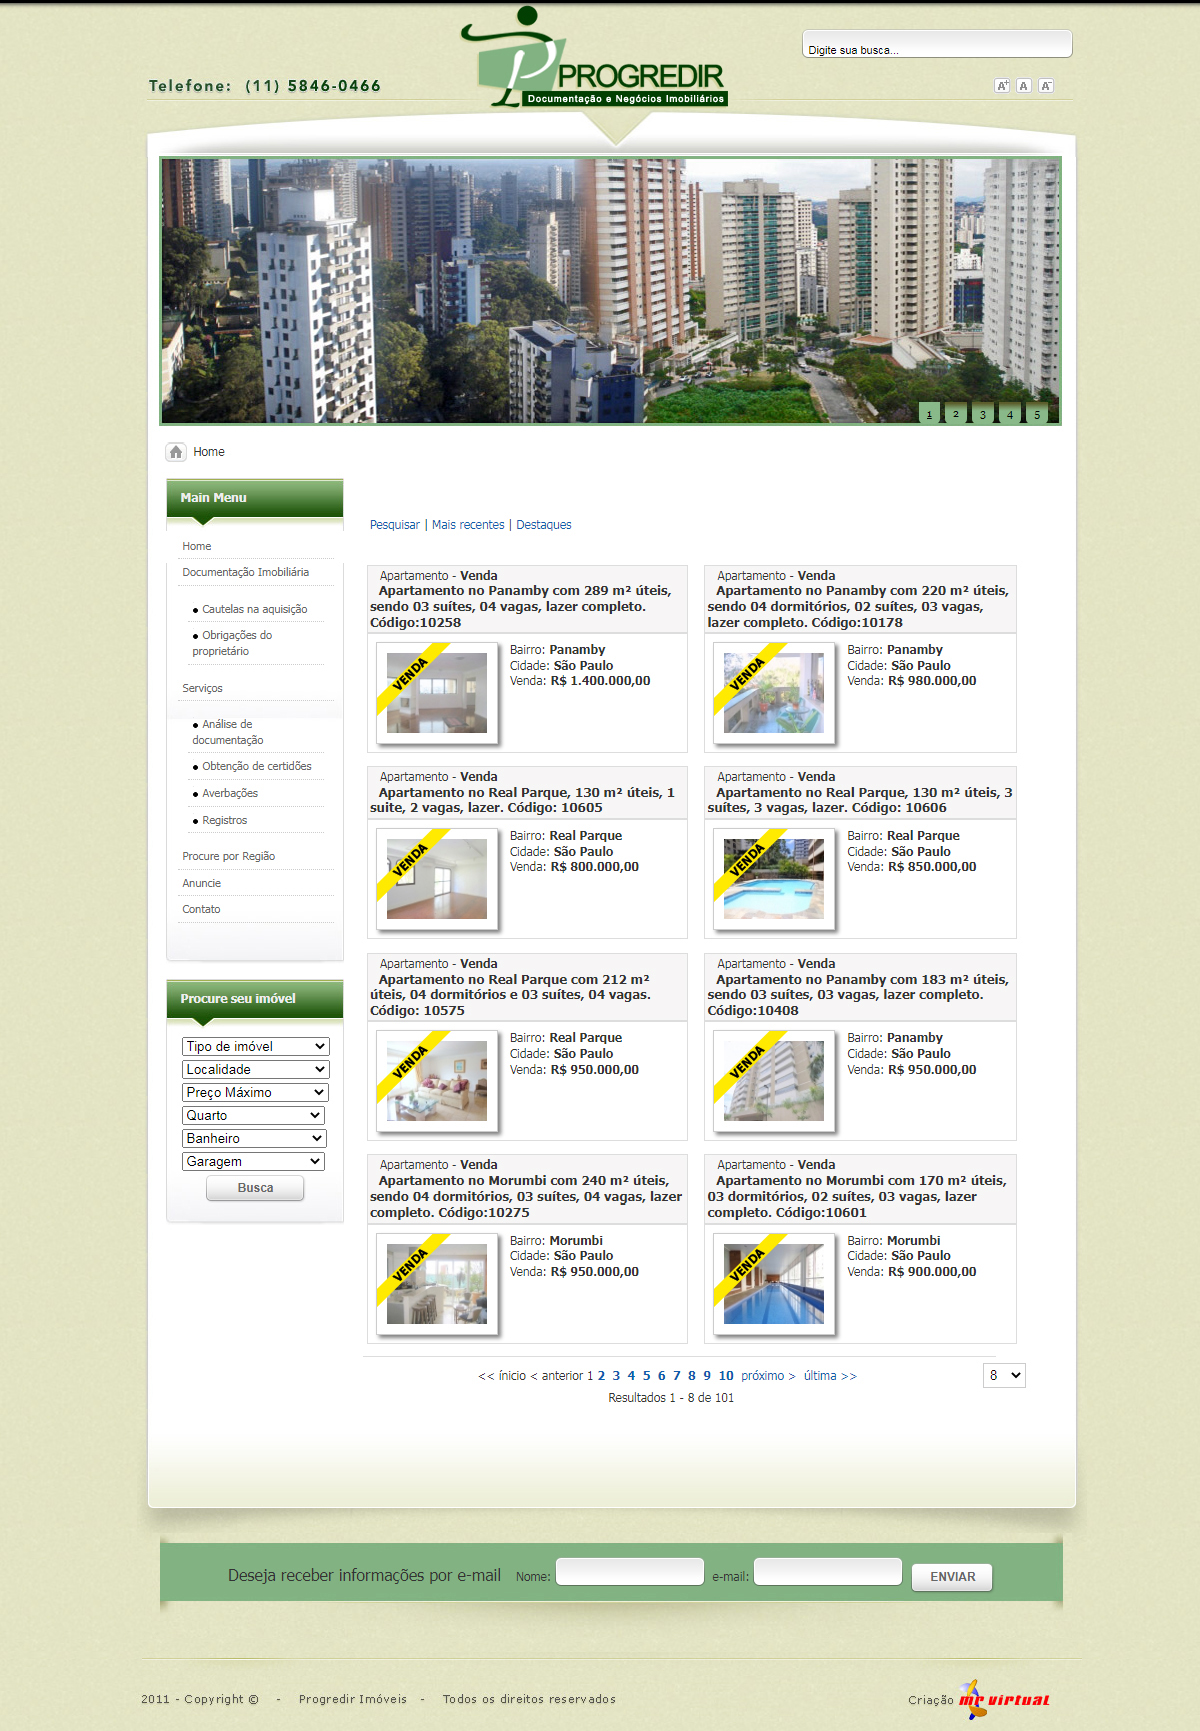 PROGREDIR
Documentação e Negócios Imobiliários
Telefone: (11) 5846-0466
Digite sua busca...
A+ A A-
1 2 3 4 5
Home
Main Menu
Home
Documentação Imobiliária
Cautelas na aquisição
Obrigações do
proprietário
Serviços
Análise de
documentação
Obtenção de certidões
Averbações
Registros
Procure por Região
Anuncie
Contato
Procure seu imóvel
Tipo de imóvel
Localidade
Preço Máximo
Quarto
Banheiro
Garagem
Busca
Pesquisar | Mais recentes | Destaques
Apartamento - Venda
Apartamento no Panamby com 289 m² úteis,
sendo 03 suítes, 04 vagas, lazer completo.
Código:10258
VENDA
Bairro: Panamby
Cidade: São Paulo
Venda: R$ 1.400.000,00
Apartamento - Venda
Apartamento no Panamby com 220 m² úteis,
sendo 04 dormitórios, 02 suítes, 03 vagas,
lazer completo. Código:10178
VENDA
Bairro: Panamby
Cidade: São Paulo
Venda: R$ 980.000,00
Apartamento - Venda
Apartamento no Real Parque, 130 m² úteis, 1
suite, 2 vagas, lazer. Código: 10605
VENDA
Bairro: Real Parque
Cidade: São Paulo
Venda: R$ 800.000,00
Apartamento - Venda
Apartamento no Real Parque, 130 m² úteis, 3
suítes, 3 vagas, lazer. Código: 10606
VENDA
Bairro: Real Parque
Cidade: São Paulo
Venda: R$ 850.000,00
Apartamento - Venda
Apartamento no Real Parque com 212 m²
úteis, 04 dormitórios e 03 suítes, 04 vagas.
Código: 10575
VENDA
Bairro: Real Parque
Cidade: São Paulo
Venda: R$ 950.000,00
Apartamento - Venda
Apartamento no Panamby com 183 m² úteis,
sendo 03 suítes, 03 vagas, lazer completo.
Código:10408
VENDA
Bairro: Panamby
Cidade: São Paulo
Venda: R$ 950.000,00
Apartamento - Venda
Apartamento no Morumbi com 240 m² úteis,
sendo 04 dormitórios, 03 suítes, 04 vagas, lazer
completo. Código:10275
VENDA
Bairro: Morumbi
Cidade: São Paulo
Venda: R$ 950.000,00
Apartamento - Venda
Apartamento no Morumbi com 170 m² úteis,
03 dormitórios, 02 suítes, 03 vagas, lazer
completo. Código:10601
VENDA
Bairro: Morumbi
Cidade: São Paulo
Venda: R$ 900.000,00
<< ínicio < anterior 1 2 3 4 5 6 7 8 9 10 próximo > última >>
8
Resultados 1 - 8 de 101
Deseja receber informações por e-mail Nome: e-mail: ENVIAR
2011 - Copyright © - Progredir Imóveis - Todos os direitos reservados
Criação mr virtual